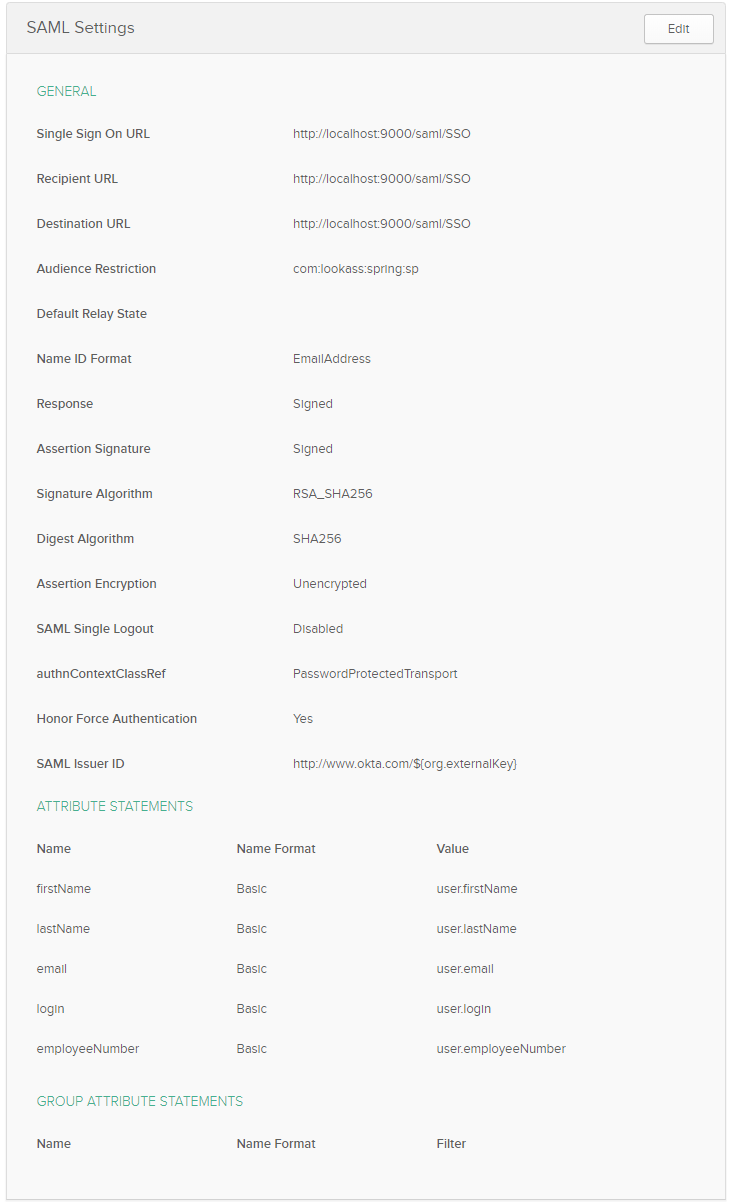 SAML Settings Edit
GENERAL
Single Sign On URL http://localhost:9000/saml/SSO
Recipient URL http://localhost:9000/saml/SSO
Destination URL http://localhost:9000/saml/SSO
Audience Restriction com:lookass:spring:sp
Default Relay State
Name ID Format EmailAddress
Response Signed
Assertion Signature Signed
Signature Algorithm RSA_SHA256
Digest Algorithm SHA256
Assertion Encryption Unencrypted
SAML Single Logout Disabled
authnContextClassRef PasswordProtectedTransport
Honor Force Authentication Yes
SAML Issuer ID http://www.okta.com/${org.externalKey}
ATTRIBUTE STATEMENTS
Name Name Format Value
firstName Basic user.firstName
lastName Basic user.lastName
email Basic user.email
login Basic user.login
employeeNumber Basic user.employeeNumber
GROUP ATTRIBUTE STATEMENTS
Name Name Format Filter